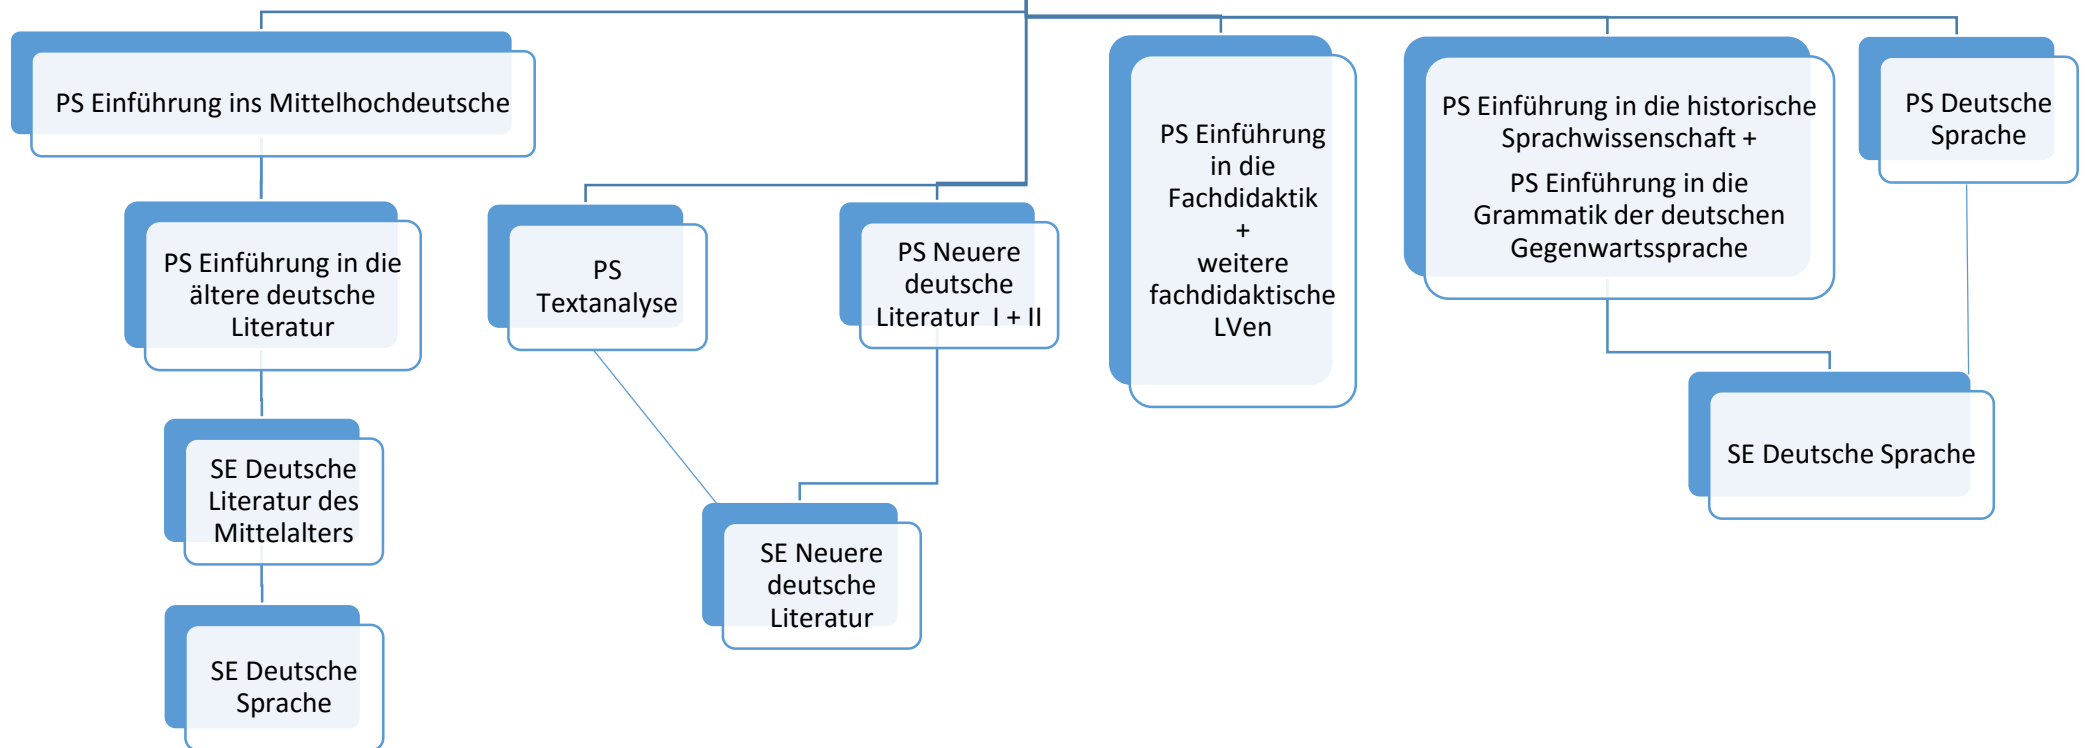 PS Einführung ins Mittelhochdeutsche
PS Einführung in die
ältere deutsche
Literatur
SE Deutsche
Literatur des
Mittelalters
SE Deutsche
Sprache
PS
Textanalyse
PS Neuere
deutsche
Literatur I + II
SE Neuere
deutsche
Literatur
PS Einführung
in die
Fachdidaktik
+
weitere
fachdidaktische
LVen
PS Einführung in die historische
Sprachwissenschaft +
PS Einführung in die
Grammatik der deutschen
Gegenwartssprache
PS Deutsche
Sprache
SE Deutsche Sprache